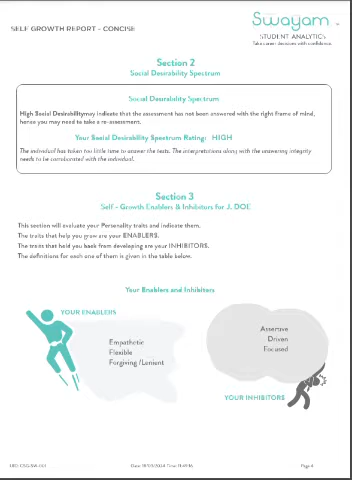 SELF GROWTH REPORT - CONCISE
Swayam
STUDENT ANALYTICS
Take career decisions with confidence
Section 2
Social Desirability Spectrum
Social Desirability Spectrum
High Social Desirability may indicate that the assessment has not been answered with the right frame of mind,
hence you may need to take a re-assessment.
Your Social Desirability Spectrum Rating: HIGH
The individual has taken too little time to answer the tests. The interpretations along with the answering integrity
needs to be corroborated with the individual.
Section 3
Self - Growth Enablers & Inhibitors for J. DOE
This section will evaluate your Personality traits and indicate them.
The traits that help you grow are your ENABLERS.
The traits that hold you back from developing are your INHIBITORS.
The definitions for each one of them is given in the table below.
Your Enablers and Inhibitors
YOUR ENABLERS
Empathetic
Flexible
Forgiving /Lenient
Assertive
Driven
Focused
YOUR INHIBITORS
Page 4